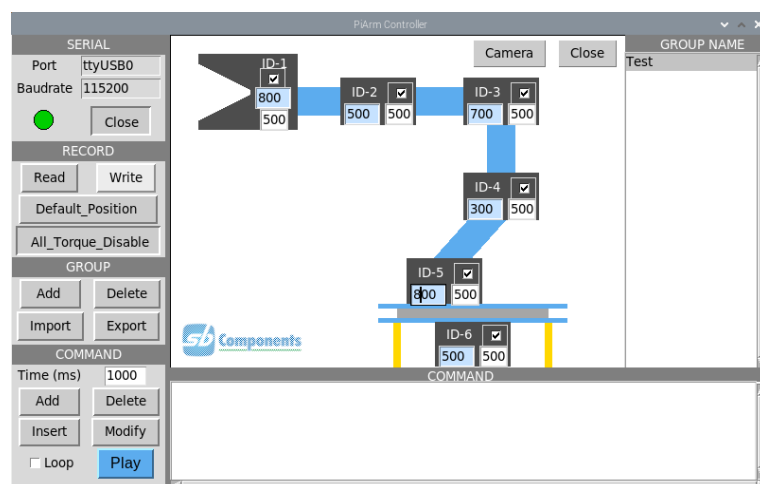 PiArm Controller
SERIAL
Port ttyUSB0
Baudrate 115200
Close
RECORD
Read Write
Default_Position
All_Torque_Disable
GROUP
Add Delete
Import Export
COMMAND
Time (ms) 1000
Add Delete
Insert Modify
Loop Play
Camera Close
ID-1
800
500
ID-2
500 500
ID-3
700 500
ID-4
300 500
ID-5
800 500
ID-6
500 500
sb Components
GROUP NAME
Test
COMMAND